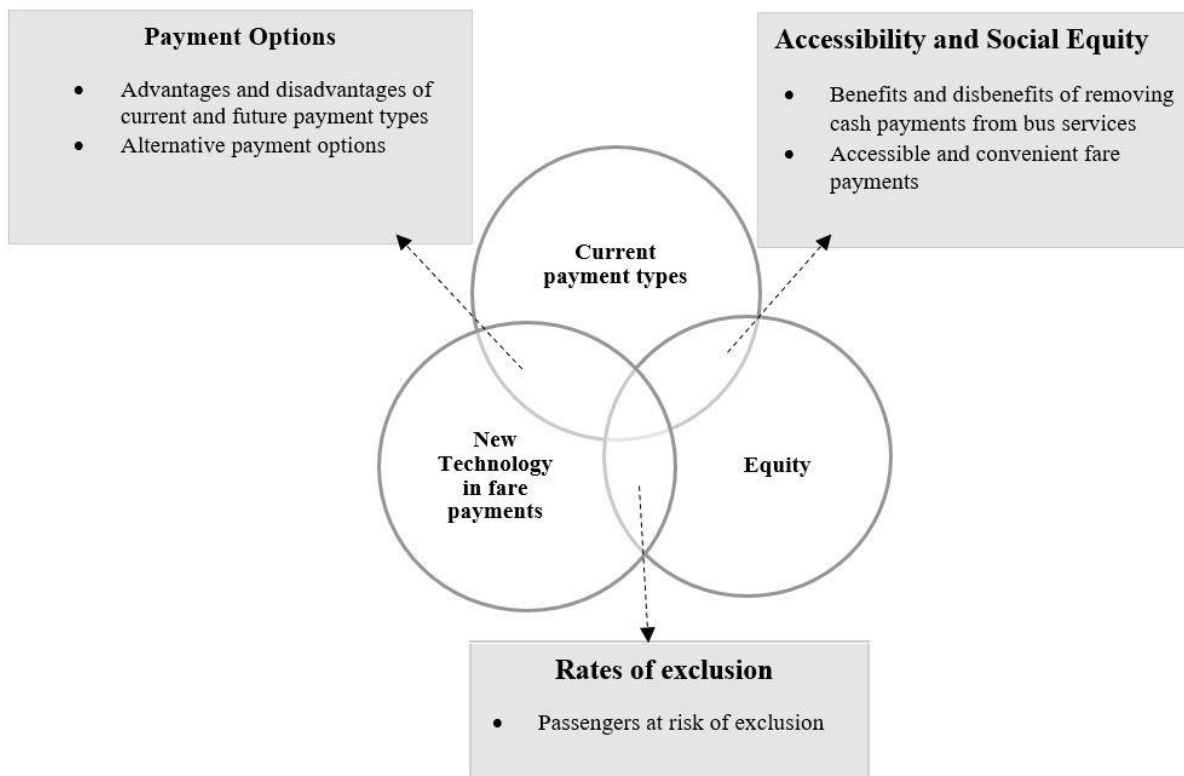 Payment Options
• Advantages and disadvantages of
current and future payment types
• Alternative payment options
Accessibility and Social Equity
• Benefits and disbenefits of removing
cash payments from bus services
• Accessible and convenient fare
payments
Current
payment types
New
Technology
in fare
payments
Equity
Rates of exclusion
• Passengers at risk of exclusion